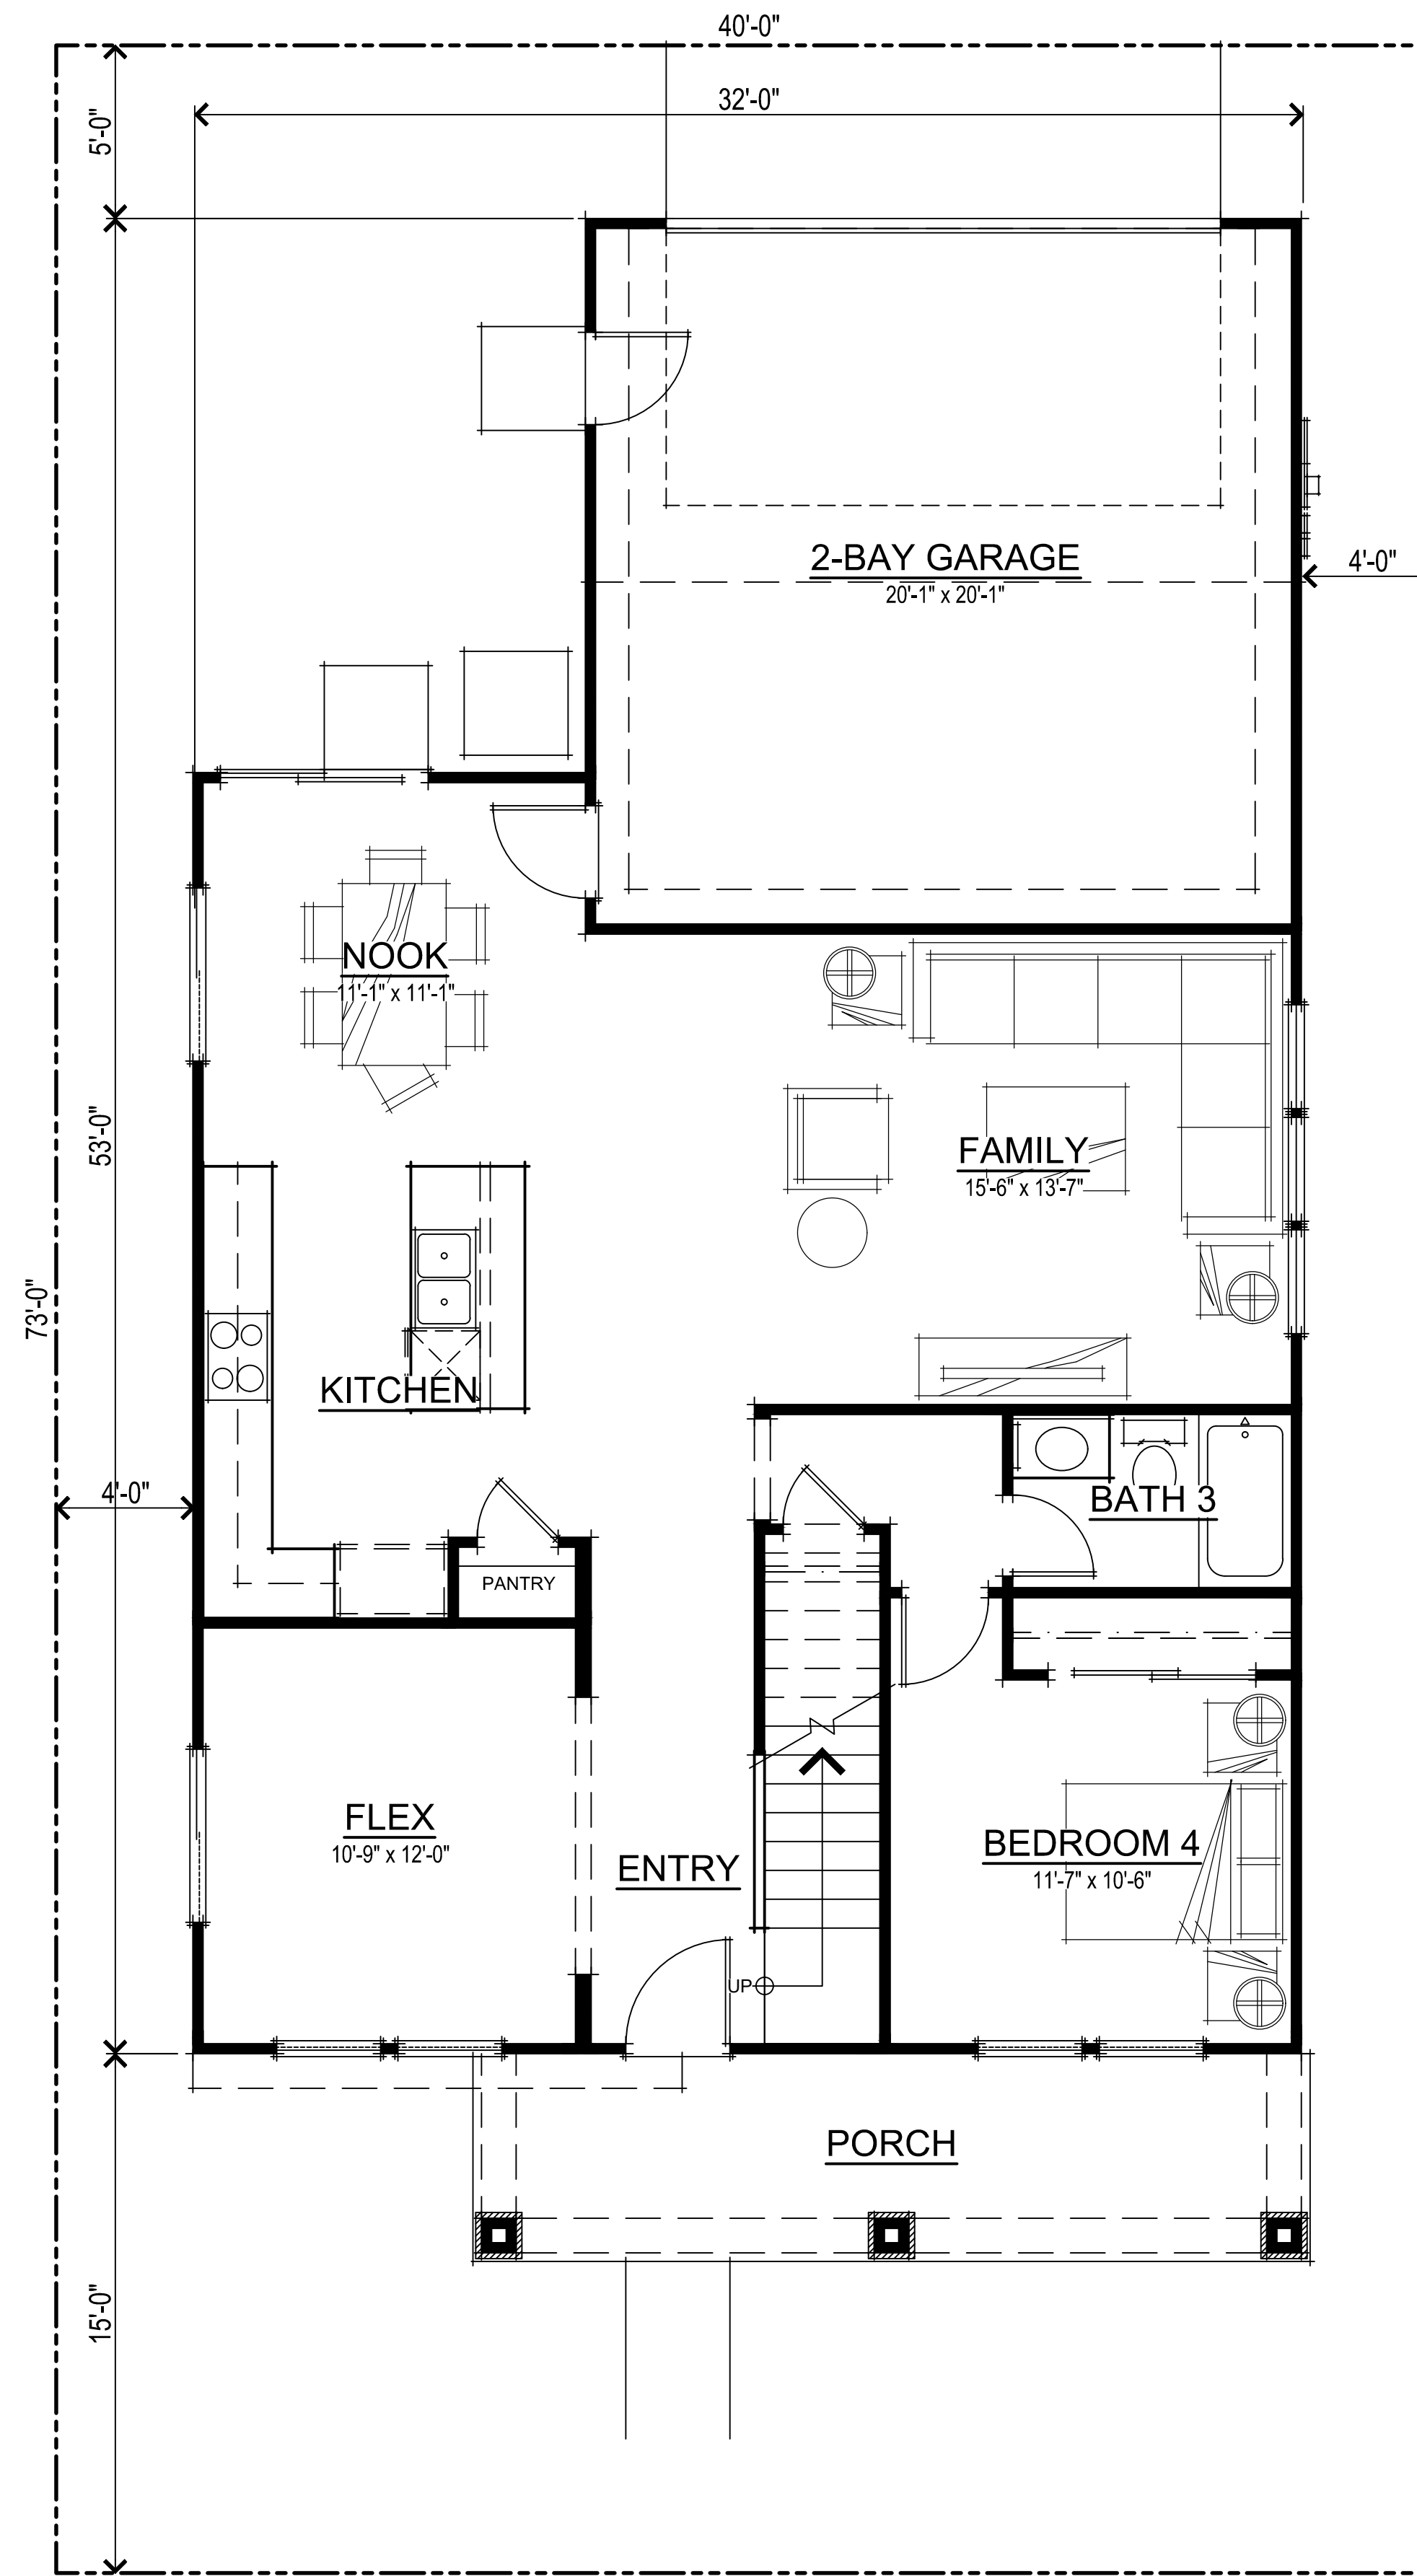 40'-0"
32'-0"
5'-0"
2-BAY GARAGE
20'-1" x 20'-1"
4'-0"
NOOK
11'-1" x 11'-1"
53'-0"
FAMILY
15'-6" x 13'-7"
73'-0"
KITCHEN
4'-0"
BATH 3
PANTRY
FLEX
10'-9" x 12'-0"
ENTRY
BEDROOM 4
11'-7" x 10'-6"
UP
PORCH
15'-0"